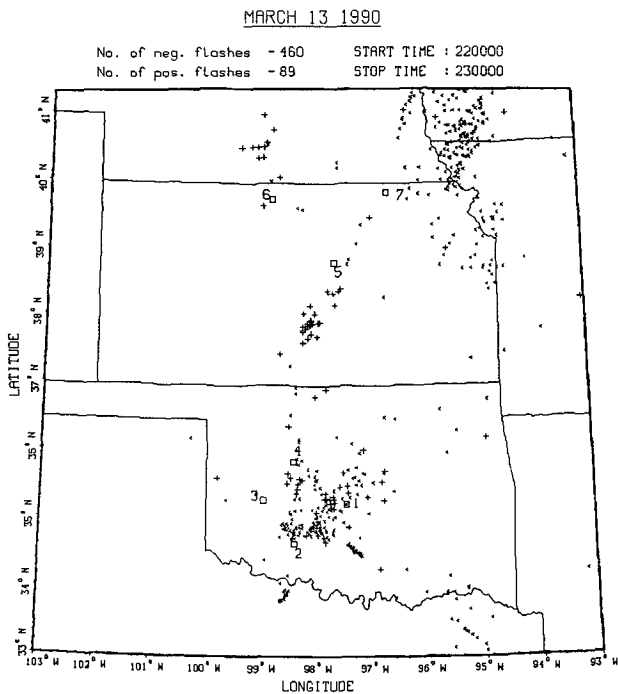 MARCH 13 1990
No. of neg. flashes - 460 START TIME : 220000
No. of pos. flashes - 89 STOP TIME : 230000
41° N
40° N
6
7
39° N
5
38° N
LATITUDE
37° N
36° N
4
3
1
35° N
2
34° N
33° N
103° W 102° W 101° W 100° W 99° W 98° W 97° W 96° W 95° W 94° W 93° W
LONGITUDE